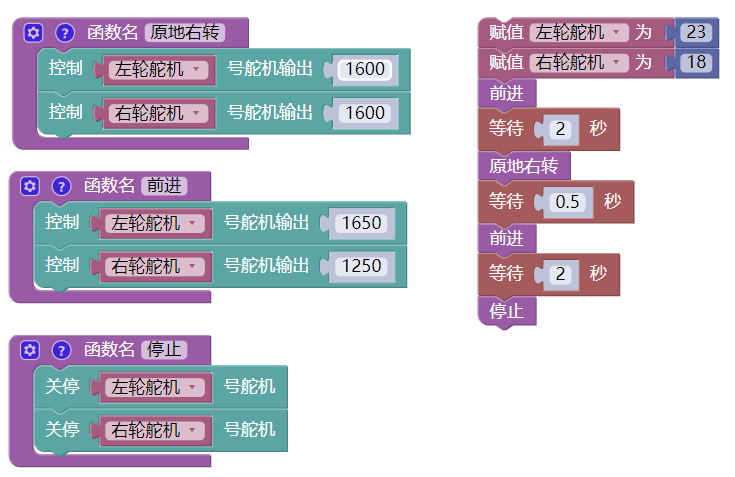 ? 函数名 原地右转
控制 左轮舵机 号舵机输出 1600
控制 右轮舵机 号舵机输出 1600
? 函数名 前进
控制 左轮舵机 号舵机输出 1650
控制 右轮舵机 号舵机输出 1250
? 函数名 停止
关停 左轮舵机 号舵机
关停 右轮舵机 号舵机
赋值 左轮舵机 为 23
赋值 右轮舵机 为 18
前进
等待 2 秒
原地右转
等待 0.5 秒
前进
等待 2 秒
停止